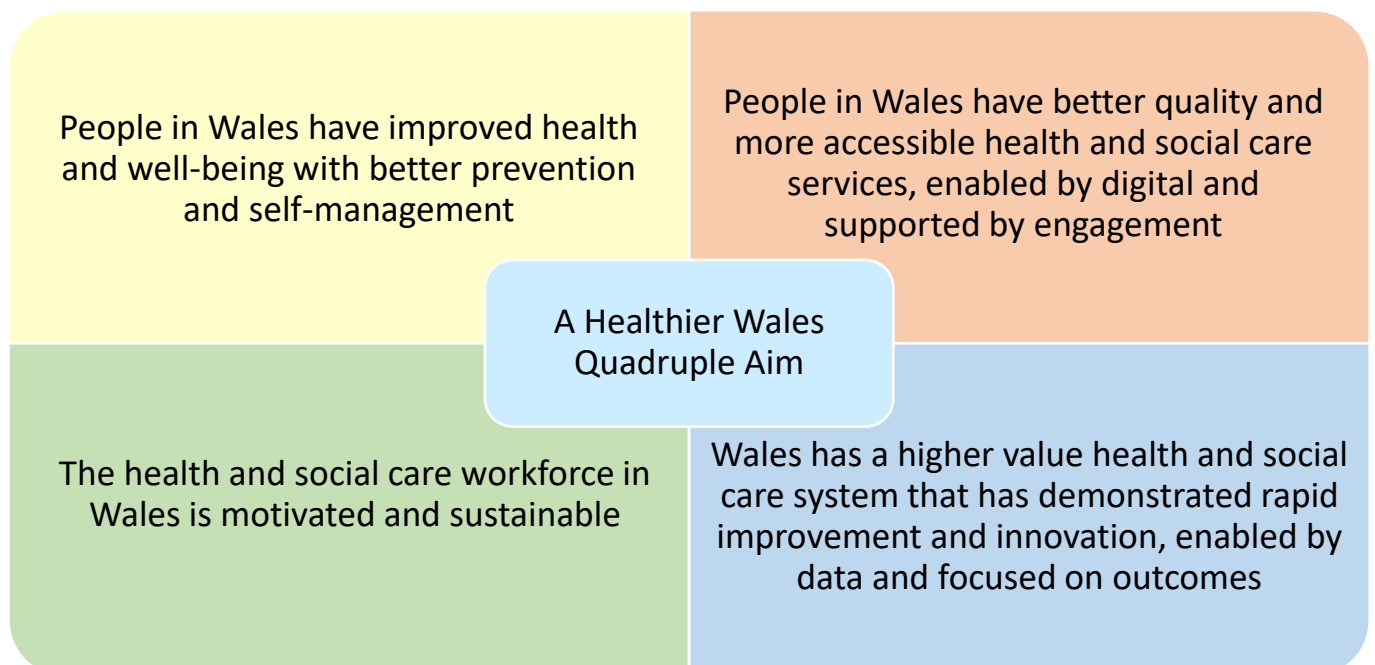 People in Wales have improved health
and well-being with better prevention
and self-management
People in Wales have better quality and
more accessible health and social care
services, enabled by digital and
supported by engagement
A Healthier Wales
Quadruple Aim
The health and social care workforce in
Wales is motivated and sustainable
Wales has a higher value health and social
care system that has demonstrated rapid
improvement and innovation, enabled by
data and focused on outcomes